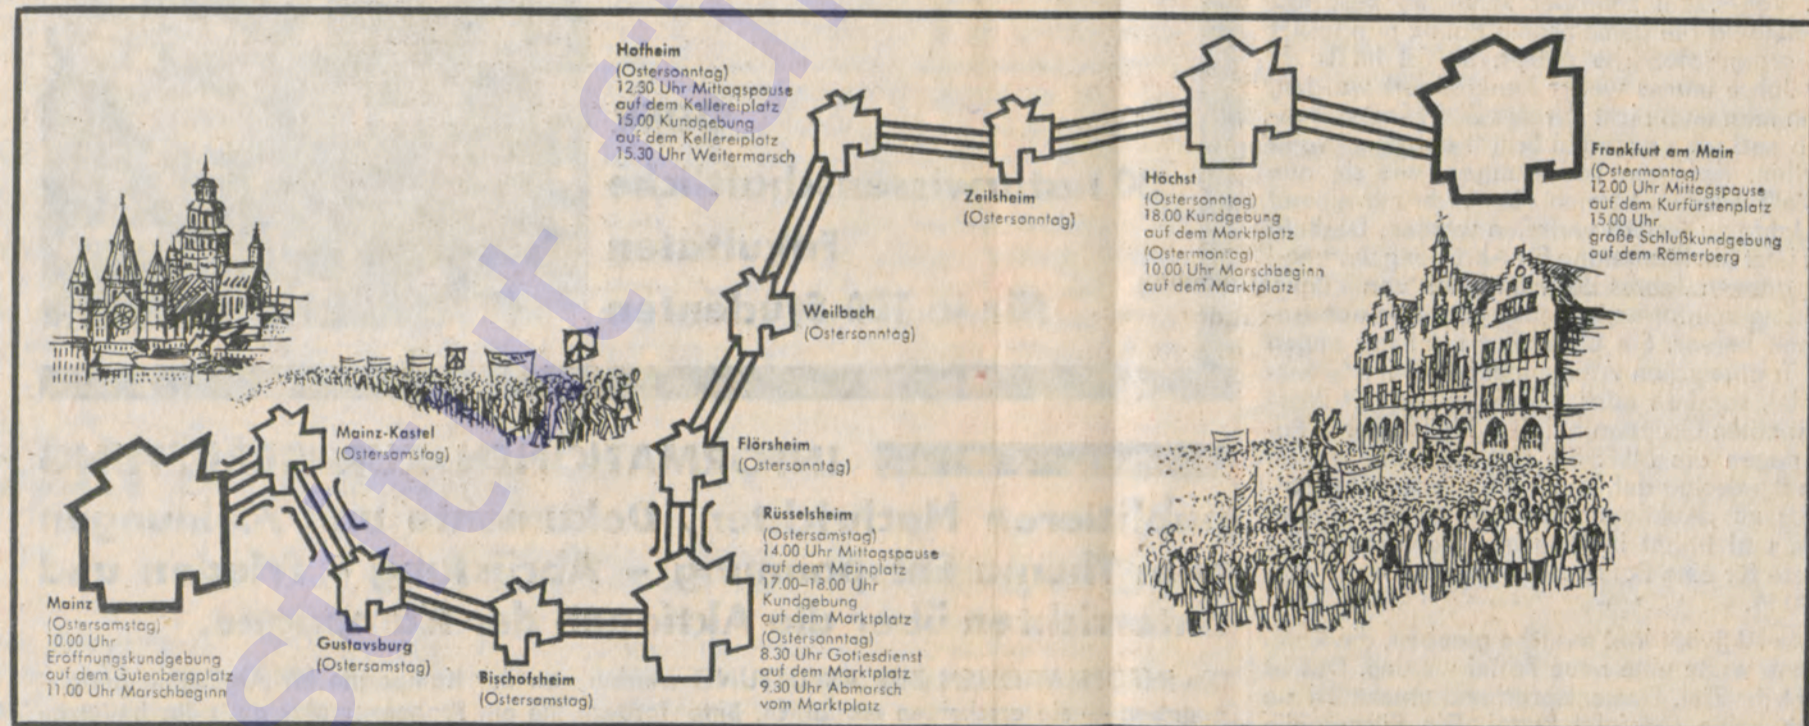 Hofheim
(Ostersonntag)
12.30 Uhr Mittagspause
auf dem Kellereiplatz
15.00 Kundgebung
auf dem Kellereiplatz
15.30 Uhr Weitermarsch
Zeilsheim
(Ostersonntag)
Höchst
(Ostersonntag)
18.00 Kundgebung
auf dem Marktplatz
(Ostermontag)
10.00 Uhr Marschbeginn
auf dem Marktplatz
Frankfurt am Main
(Ostermontag)
12.00 Uhr Mittagspause
auf dem Kurfürstenplatz
15.00 Uhr
große Schlußkundgebung
auf dem Römerberg
Weilbach
(Ostersonntag)
Flörsheim
(Ostersonntag)
Mainz-Kastel
(Ostersamstag)
Rüsselsheim
(Ostersamstag)
14.00 Uhr Mittagspause
auf dem Mainplatz
17.00–18.00 Uhr
Kundgebung
auf dem Marktplatz
(Ostersonntag)
8.30 Uhr Gottesdienst
auf dem Marktplatz
9.30 Uhr Abmarsch
vom Marktplatz
Mainz
(Ostersamstag)
10.00 Uhr
Eröffnungskundgebung
auf dem Gutenbergplatz
11.00 Uhr Marschbeginn
Gustavsburg
(Ostersamstag)
Bischofsheim
(Ostersamstag)
stitut für